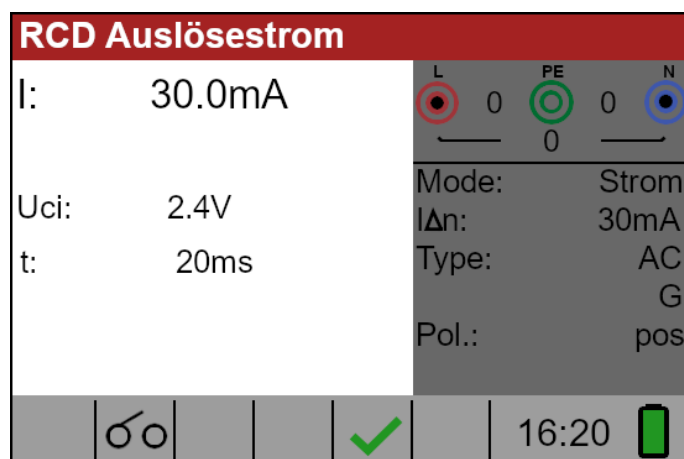 RCD Auslösestrom
I: 30.0mA
Uci: 2.4V
t: 20ms
L PE N
0 0
0
Mode: Strom
IΔn: 30mA
Type: AC
G
Pol.: pos
16:20